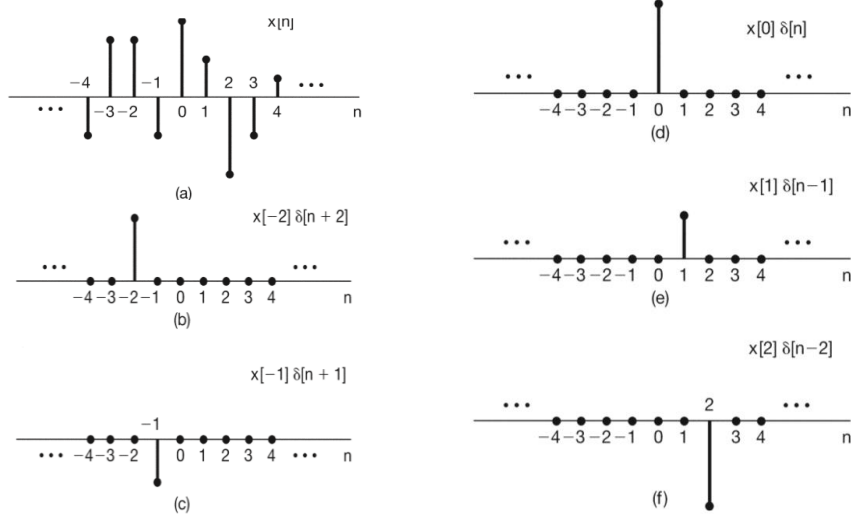 x[n]
−4 −1 2 3 • • •
• • • −3 −2 0 1 4 n
(a)
x[−2] δ[n + 2]
• • • • • •
−4 −3 −2 −1 0 1 2 3 4 n
(b)
x[−1] δ[n + 1]
−1
• • • −4 −3 −2 0 1 2 3 4 • • • n
(c)
x[0] δ[n]
• • • • • •
−4 −3 −2 −1 0 1 2 3 4 n
(d)
x[1] δ[n−1]
• • • • • •
−4 −3 −2 −1 0 1 2 3 4 n
(e)
x[2] δ[n−2]
• • • 2 • • •
−4 −3 −2 −1 0 1 3 4 n
(f)